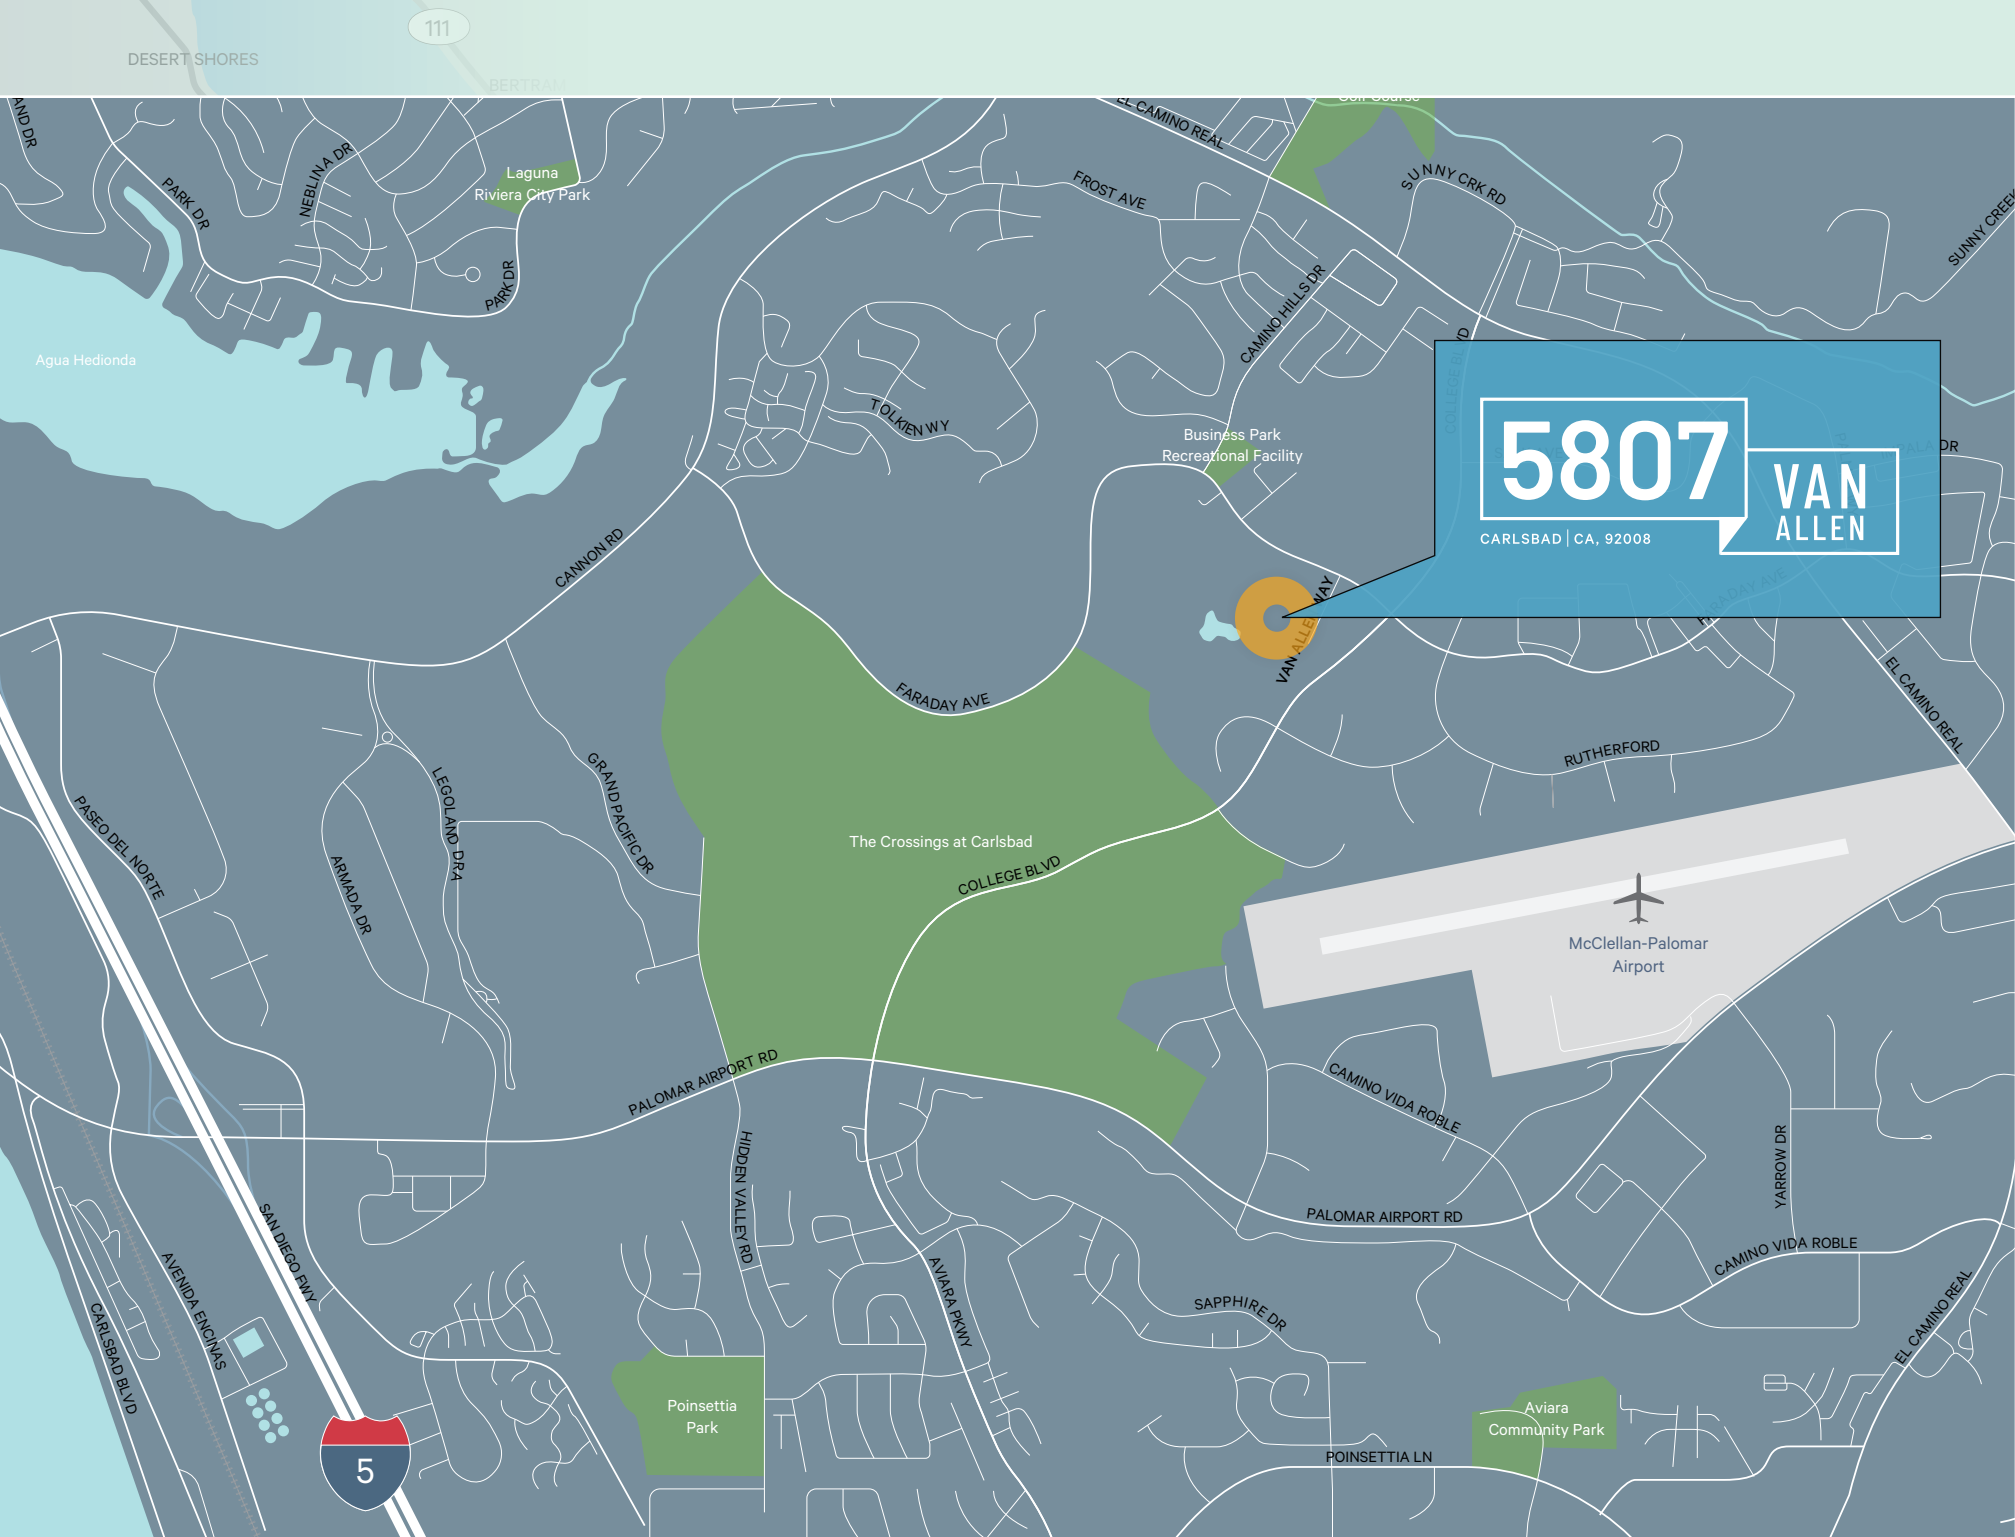 111
DESERT SHORES
EL CAMINO REAL
PARK DR
NEBLINA DR
Laguna
Riviera City Park
FROST AVE
SUNNY CRK RD
PARK DR
CAMINO HILLS DR
Agua Hedionda
TOLKIEN WY
Business Park
Recreational Facility
5807
VAN
ALLEN
CARLSBAD | CA, 92008
COLLEGE BLVD
DR
CANNON RD
VAN ALLEN WAY
FARADAY AVE
EL CAMINO REAL
FARADAY AVE
RUTHERFORD
GRAND PACIFIC DR
LEGOLAND DRA
PASEO DEL NORTE
ARMADA DR
The Crossings at Carlsbad
COLLEGE BLVD
McClellan-Palomar
Airport
PALOMAR AIRPORT RD
CAMINO VIDA ROBLE
HIDDEN VALLEY RD
YARROW DR
PALOMAR AIRPORT RD
CAMINO VIDA ROBLE
SAN DIEGO FWY
AVENIDA ENCINAS
CARLSBAD BLVD
AVIARA PKWY
SAPPHIRE DR
EL CAMINO REAL
Poinsettia
Park
Aviara
Community Park
POINSETTIA LN
5